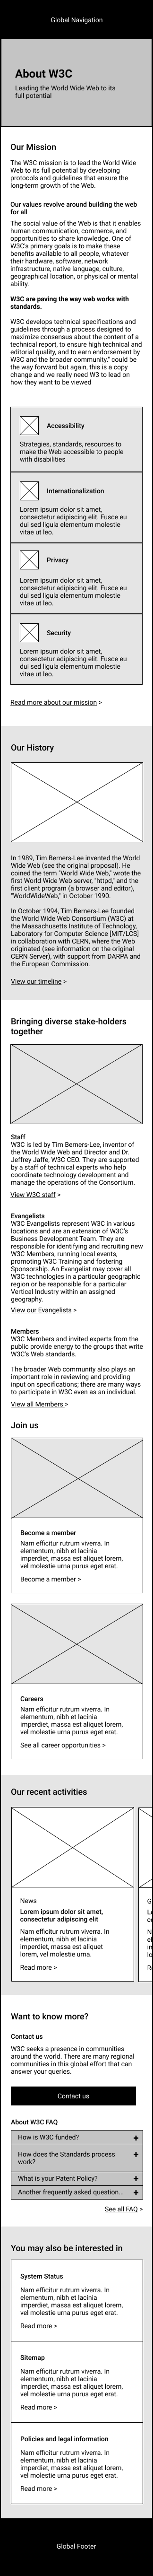 Global Navigation
About W3C
Leading the World Wide Web to its
full potential
Our Mission
The W3C mission is to lead the World Wide
Web to its full potential by developing
protocols and guidelines that ensure the
long-term growth of the Web.
Our values revolve around building the web
for all
The social value of the Web is that it enables
human communication, commerce, and
opportunities to share knowledge. One of
W3C's primary goals is to make these
benefits available to all people, whatever
their hardware, software, network
infrastructure, native language, culture,
geographical location, or physical or mental
ability.
W3C are paving the way web works with
standards.
W3C develops technical specifications and
guidelines through a process designed to
maximize consensus about the content of a
technical report, to ensure high technical and
editorial quality, and to earn endorsement by
W3C and the broader community." could be
the way forward but again, this is a copy
change and we really need W3 to lead on
how they want to be viewed
Accessibility
Strategies, standards, resources to
make the Web accessible to people
with disabilities
Internationalization
Lorem ipsum dolor sit amet,
consectetur adipiscing elit. Fusce eu
dui sed ligula elementum molestie
vitae ut leo.
Privacy
Lorem ipsum dolor sit amet,
consectetur adipiscing elit. Fusce eu
dui sed ligula elementum molestie
vitae ut leo.
Security
Lorem ipsum dolor sit amet,
consectetur adipiscing elit. Fusce eu
dui sed ligula elementum molestie
vitae ut leo.
Read more about our mission >
Our History
In 1989, Tim Berners-Lee invented the World
Wide Web (see the original proposal). He
coined the term "World Wide Web," wrote the
first World Wide Web server, "httpd," and the
first client program (a browser and editor),
"WorldWideWeb," in October 1990.
In October 1994, Tim Berners-Lee founded
the World Wide Web Consortium (W3C) at
the Massachusetts Institute of Technology,
Laboratory for Computer Science [MIT/LCS]
in collaboration with CERN, where the Web
originated (see information on the original
CERN Server), with support from DARPA and
the European Commission.
View our timeline >
Bringing diverse stake-holders
together
Staff
W3C is led by Tim Berners-Lee, inventor of
the World Wide Web and Director and Dr.
Jeffrey Jaffe, W3C CEO. They are supported
by a staff of technical experts who help
coordinate technology development and
manage the operations of the Consortium.
View W3C staff >
Evangelists
W3C Evangelists represent W3C in various
locations and are an extension of W3C's
Business Development Team. They are
responsible for identifying and recruiting new
W3C Members, running local events,
promoting W3C Training and fostering
Sponsorship. An Evangelist may cover all
W3C technologies in a particular geographic
region or be responsible for a particular
Vertical Industry within an assigned
geography.
View our Evangelists >
Members
W3C Members and invited experts from the
public provide energy to the groups that write
W3C's Web standards.
The broader Web community also plays an
important role in reviewing and providing
input on specifications; there are many ways
to participate in W3C even as an individual.
View all Members >
Join us
Become a member
Nam efficitur rutrum viverra. In
elementum, nibh et lacinia
imperdiet, massa est aliquet lorem,
vel molestie urna purus eget erat.
Become a member >
Careers
Nam efficitur rutrum viverra. In
elementum, nibh et lacinia
imperdiet, massa est aliquet lorem,
vel molestie urna purus eget erat.
See all career opportunities >
Our recent activities
News
Lorem ipsum dolor sit amet,
consectetur adipiscing elit
Nam efficitur rutrum viverra. In
elementum, nibh et lacinia
imperdiet, massa est aliquet
lorem, vel molestie urna.
Read more >
Want to know more?
Contact us
W3C seeks a presence in communities
around the world. There are many regional
communities in this global effort that can
answer your queries.
Contact us
About W3C FAQ
How is W3C funded? +
How does the Standards process +
work?
What is your Patent Policy? +
Another frequently asked question... +
See all FAQ >
You may also be interested in
System Status
Nam efficitur rutrum viverra. In
elementum, nibh et lacinia
imperdiet, massa est aliquet lorem,
vel molestie urna purus eget erat.
Read more >
Sitemap
Nam efficitur rutrum viverra. In
elementum, nibh et lacinia
imperdiet, massa est aliquet lorem,
vel molestie urna purus eget erat.
Read more >
Policies and legal information
Nam efficitur rutrum viverra. In
elementum, nibh et lacinia
imperdiet, massa est aliquet lorem,
vel molestie urna purus eget erat.
Read more >
Global Footer